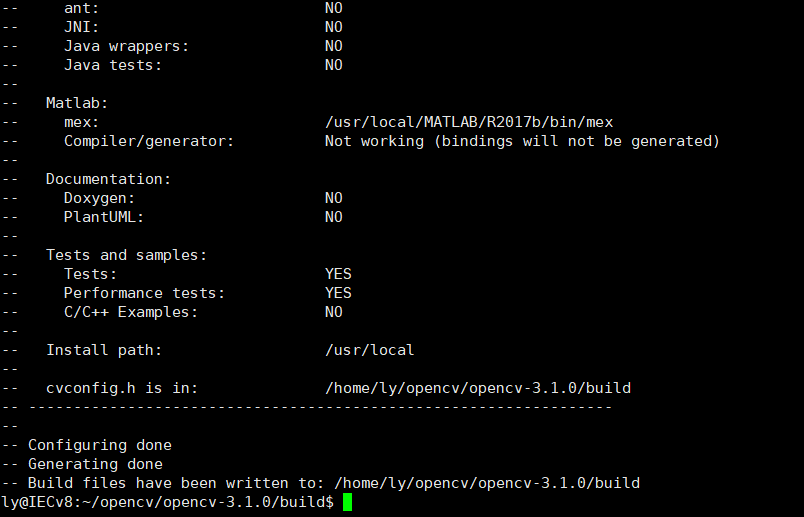 --     ant:                         NO
--     JNI:                         NO
--     Java wrappers:               NO
--     Java tests:                  NO
--
--   Matlab:
--     mex:                         /usr/local/MATLAB/R2017b/bin/mex
--     Compiler/generator:          Not working (bindings will not be generated)
--
--   Documentation:
--     Doxygen:                     NO
--     PlantUML:                    NO
--
--   Tests and samples:
--     Tests:                       YES
--     Performance tests:           YES
--     C/C++ Examples:              NO
--
--   Install path:                  /usr/local
--
--   cvconfig.h is in:              /home/ly/opencv/opencv-3.1.0/build
-- -----------------------------------------------------------------
--
-- Configuring done
-- Generating done
-- Build files have been written to: /home/ly/opencv/opencv-3.1.0/build
ly@IECv8:~/opencv/opencv-3.1.0/build$